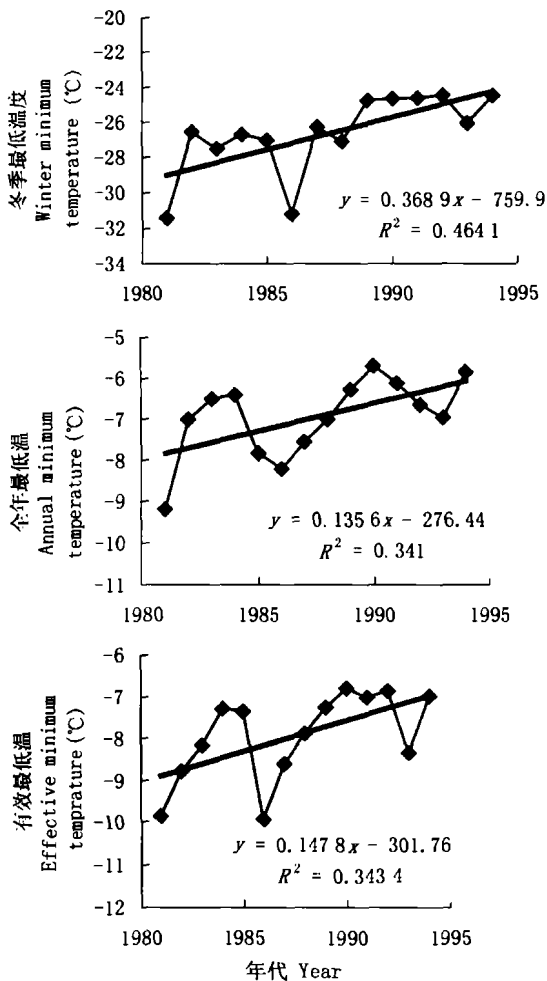 冬季最低温度
Winter minimum
temperature (℃)
-20
-22
-24
-26
-28
-30
-32
-34
y = 0.368 9x - 759.9
R² = 0.464 1
1980
1985
1990
1995
全年最低温
Annual minimum
temperature (℃)
-5
-6
-7
-8
-9
-10
-11
y = 0.135 6x - 276.44
R² = 0.341
1980
1985
1990
1995
有效最低温
Effective minimum
temprature (℃)
-6
-7
-8
-9
-10
-11
-12
y = 0.147 8x - 301.76
R² = 0.343 4
1980
1985
1990
1995
年代 Year